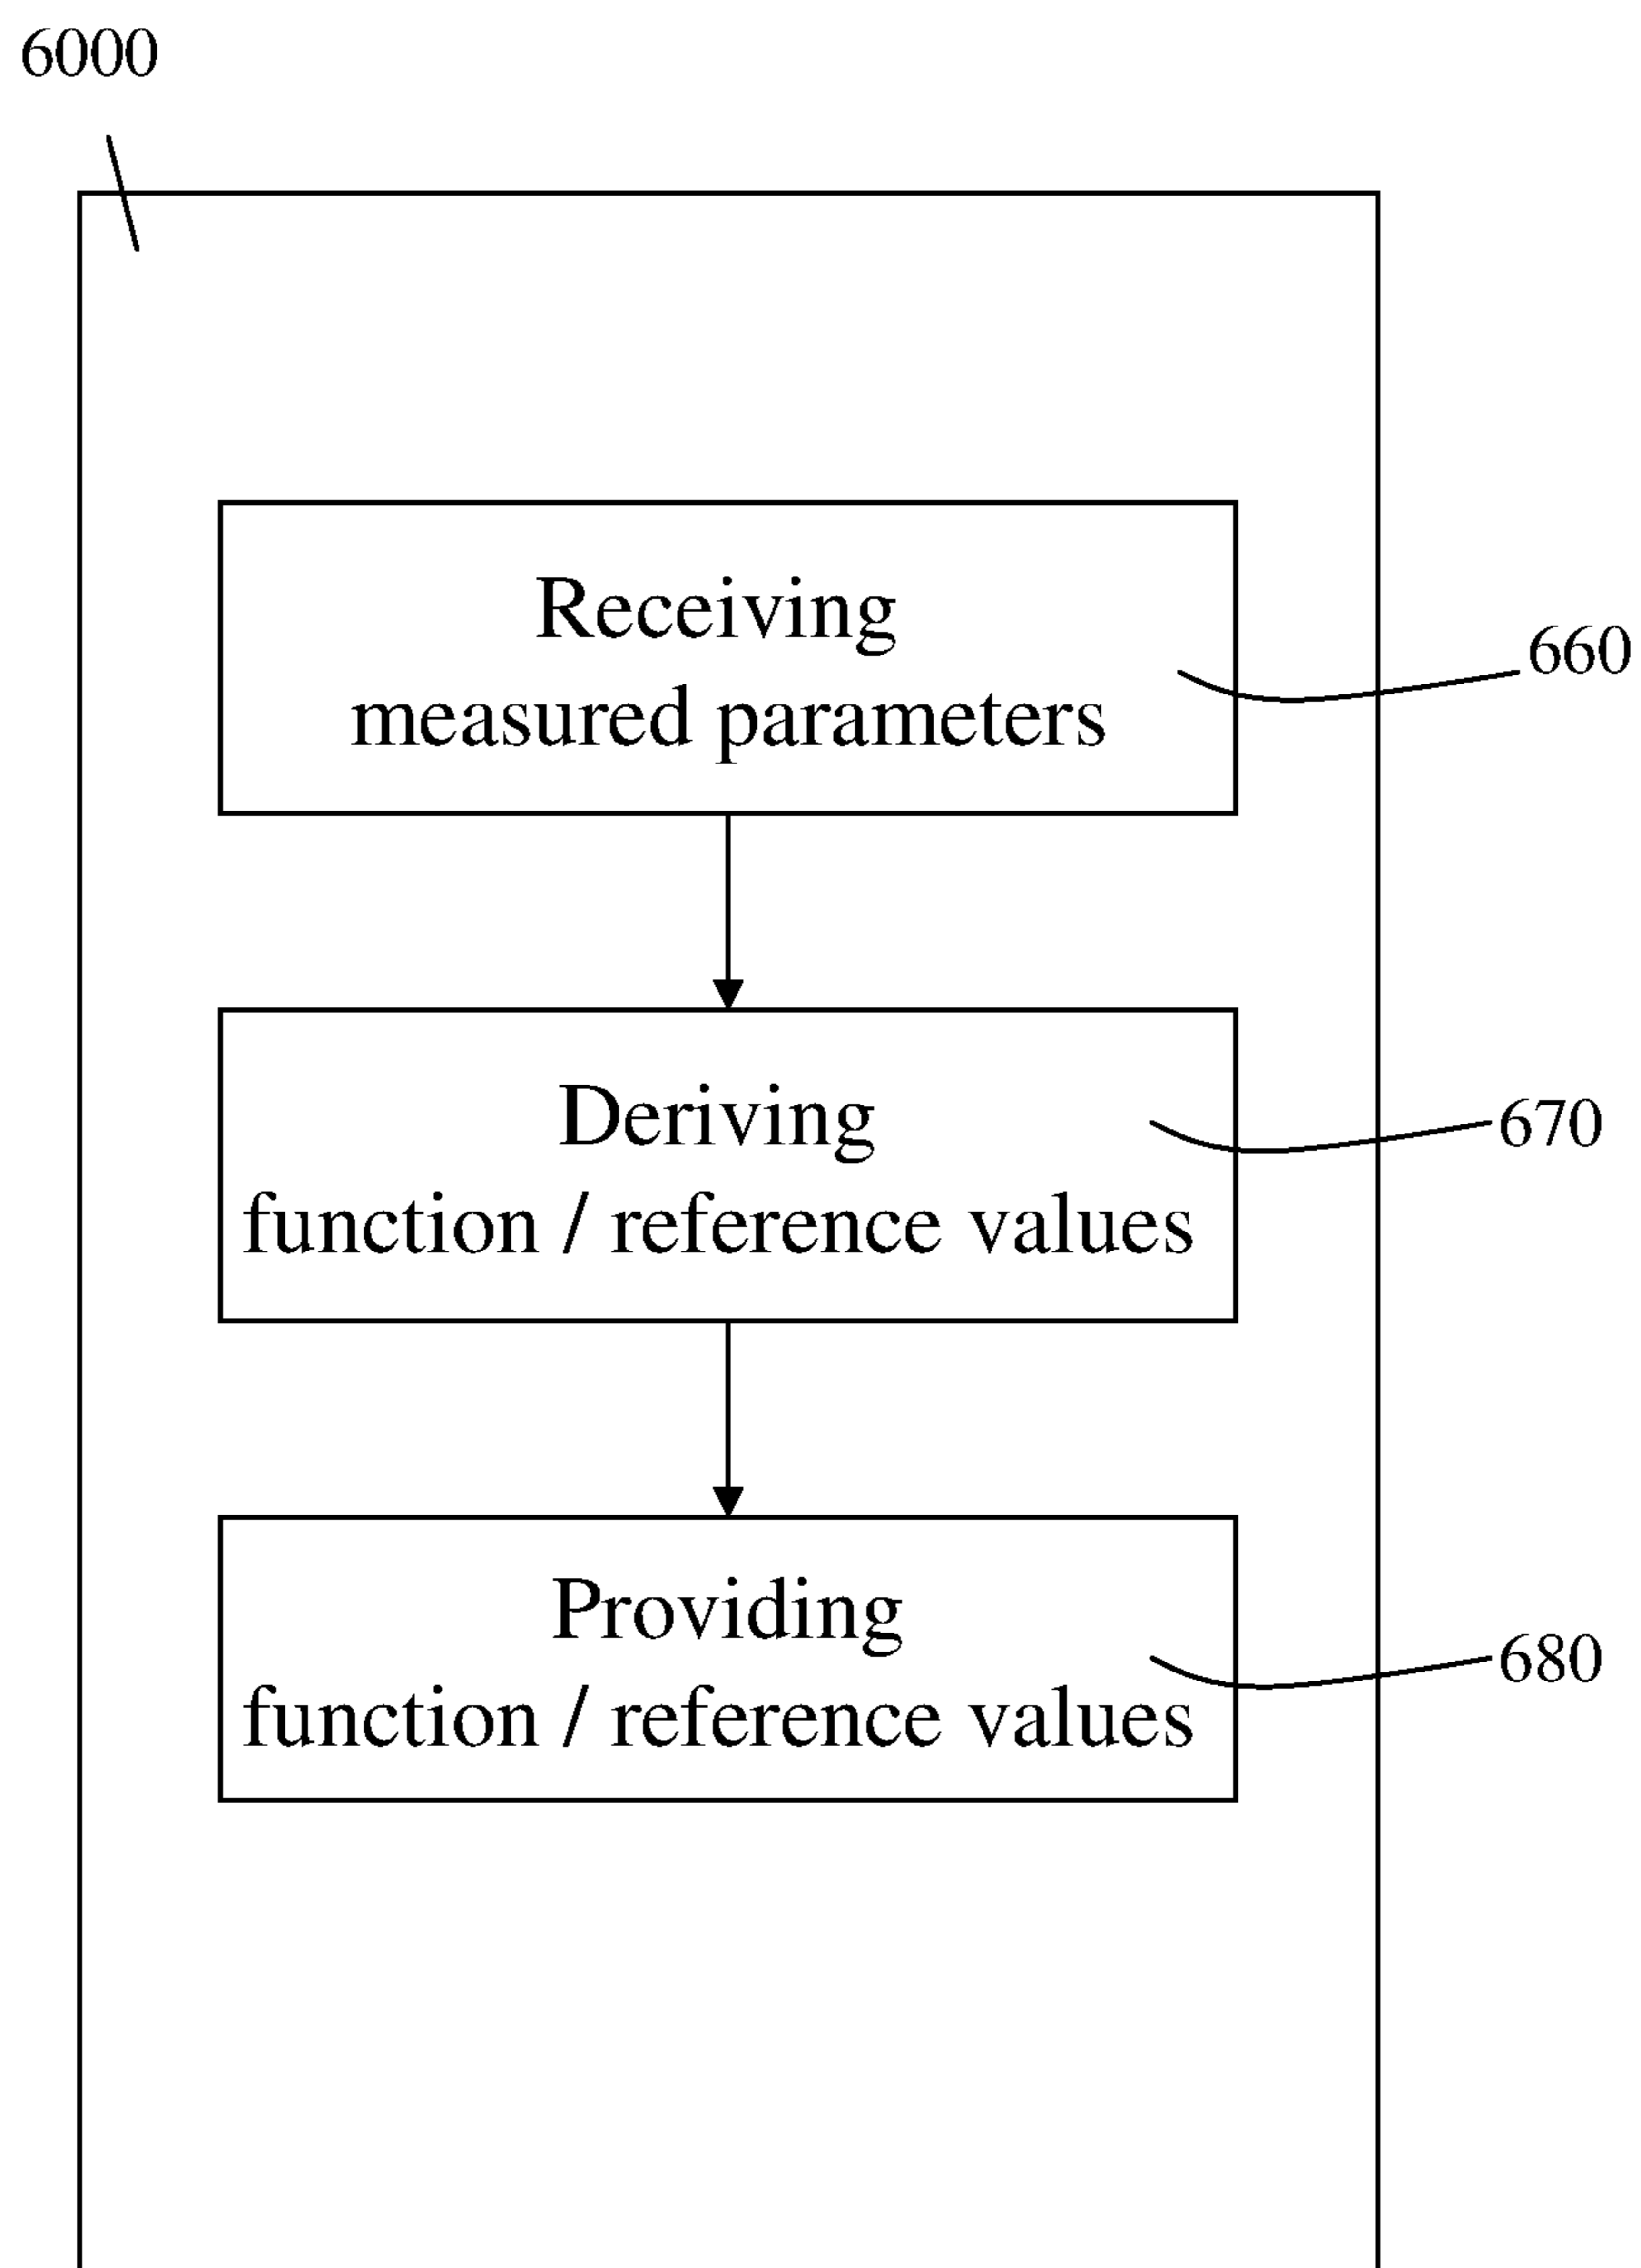 6000
Receiving
measured parameters
660
Deriving
function / reference values
670
Providing
function / reference values
680